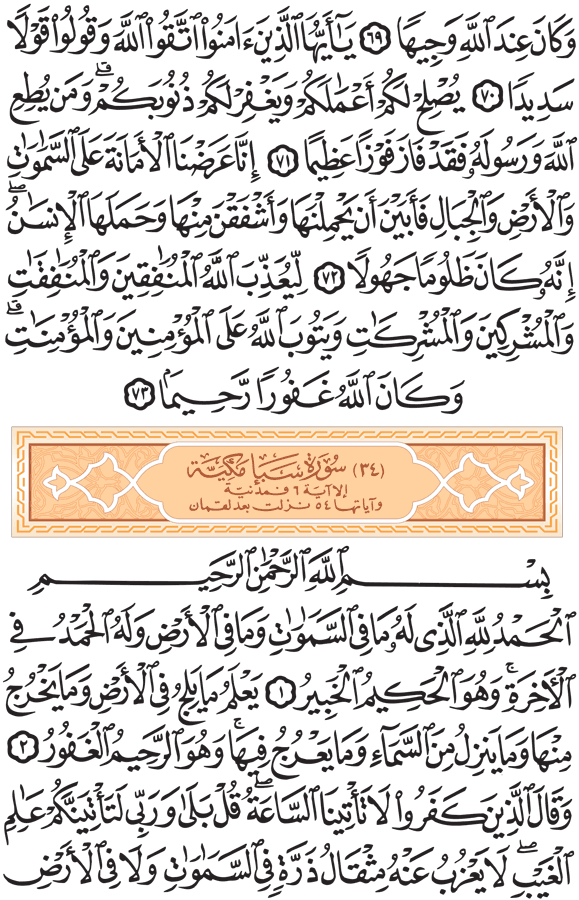 وَكَانَ عِندَ ٱللَّهِ وَجِيهًا ٦٩ يَٰٓأَيُّهَا ٱلَّذِينَ ءَامَنُوا۟ ٱتَّقُوا۟ ٱللَّهَ وَقُولُوا۟ قَوْلًا
سَدِيدًا ٧٠ يُصْلِحْ لَكُمْ أَعْمَٰلَكُمْ وَيَغْفِرْ لَكُمْ ذُنُوبَكُمْ ۗ وَمَن يُطِعِ
ٱللَّهَ وَرَسُولَهُۥ فَقَدْ فَازَ فَوْزًا عَظِيمًا ٧١ إِنَّا عَرَضْنَا ٱلْأَمَانَةَ عَلَى ٱلسَّمَٰوَٰتِ
وَٱلْأَرْضِ وَٱلْجِبَالِ فَأَبَيْنَ أَن يَحْمِلْنَهَا وَأَشْفَقْنَ مِنْهَا وَحَمَلَهَا ٱلْإِنسَٰنُ ۖ
إِنَّهُۥ كَانَ ظَلُومًا جَهُولًا ٧٢ لِّيُعَذِّبَ ٱللَّهُ ٱلْمُنَٰفِقِينَ وَٱلْمُنَٰفِقَٰتِ
وَٱلْمُشْرِكِينَ وَٱلْمُشْرِكَٰتِ وَيَتُوبَ ٱللَّهُ عَلَى ٱلْمُؤْمِنِينَ وَٱلْمُؤْمِنَٰتِ ۗ
وَكَانَ ٱللَّهُ غَفُورًا رَّحِيمًۢا ٧٣
(٣٤) سُورَة سَبَإ مَكِيَّة
إلا آية ٦ فمدنية
وآياتها ٥٤ نزلت بعد لقمان
بِسْمِ ٱللَّهِ ٱلرَّحْمَٰنِ ٱلرَّحِيمِ
ٱلْحَمْدُ لِلَّهِ ٱلَّذِى لَهُۥ مَا فِى ٱلسَّمَٰوَٰتِ وَمَا فِى ٱلْأَرْضِ وَلَهُ ٱلْحَمْدُ فِى
ٱلْأَخِرَةِ ۚ وَهُوَ ٱلْحَكِيمُ ٱلْخَبِيرُ ١ يَعْلَمُ مَا يَلِجُ فِى ٱلْأَرْضِ وَمَا يَخْرُجُ
مِنْهَا وَمَا يَنزِلُ مِنَ ٱلسَّمَآءِ وَمَا يَعْرُجُ فِيهَا ۚ وَهُوَ ٱلرَّحِيمُ ٱلْغَفُورُ ٢
وَقَالَ ٱلَّذِينَ كَفَرُوا۟ لَا تَأْتِينَا ٱلسَّاعَةُ ۖ قُلْ بَلَىٰ وَرَبِّى لَتَأْتِيَنَّكُمْ عَٰلِمِ
ٱلْغَيْبِ ۖ لَا يَعْزُبُ عَنْهُ مِثْقَالُ ذَرَّةٍ فِى ٱلسَّمَٰوَٰتِ وَلَا فِى ٱلْأَرْضِ